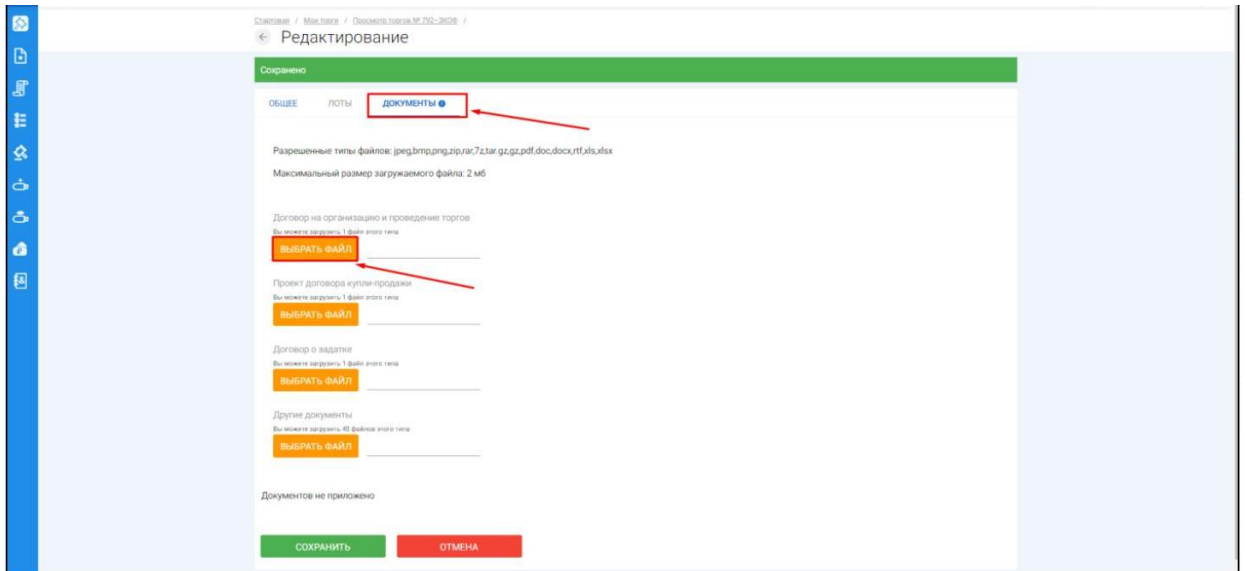 Стартовая / Мои торги / Просмотр торгов № 792-ЗКОФ /
Редактирование
Сохранено
ОБЩЕЕ ЛОТЫ ДОКУМЕНТЫ
Разрешенные типы файлов: jpeg,bmp,png,zip,rar,7z,tar.gz,gz,pdf,doc,docx,rtf,xls,xlsx
Максимальный размер загружаемого файла: 2 мб
Договор на организацию и проведение торгов
Вы можете загрузить 1 файл этого типа
ВЫБРАТЬ ФАЙЛ
Проект договора купли-продажи
Вы можете загрузить 1 файл этого типа
ВЫБРАТЬ ФАЙЛ
Договор о задатке
Вы можете загрузить 1 файл этого типа
ВЫБРАТЬ ФАЙЛ
Другие документы
Вы можете загрузить 40 файлов этого типа
ВЫБРАТЬ ФАЙЛ
Документов не приложено
СОХРАНИТЬ ОТМЕНА